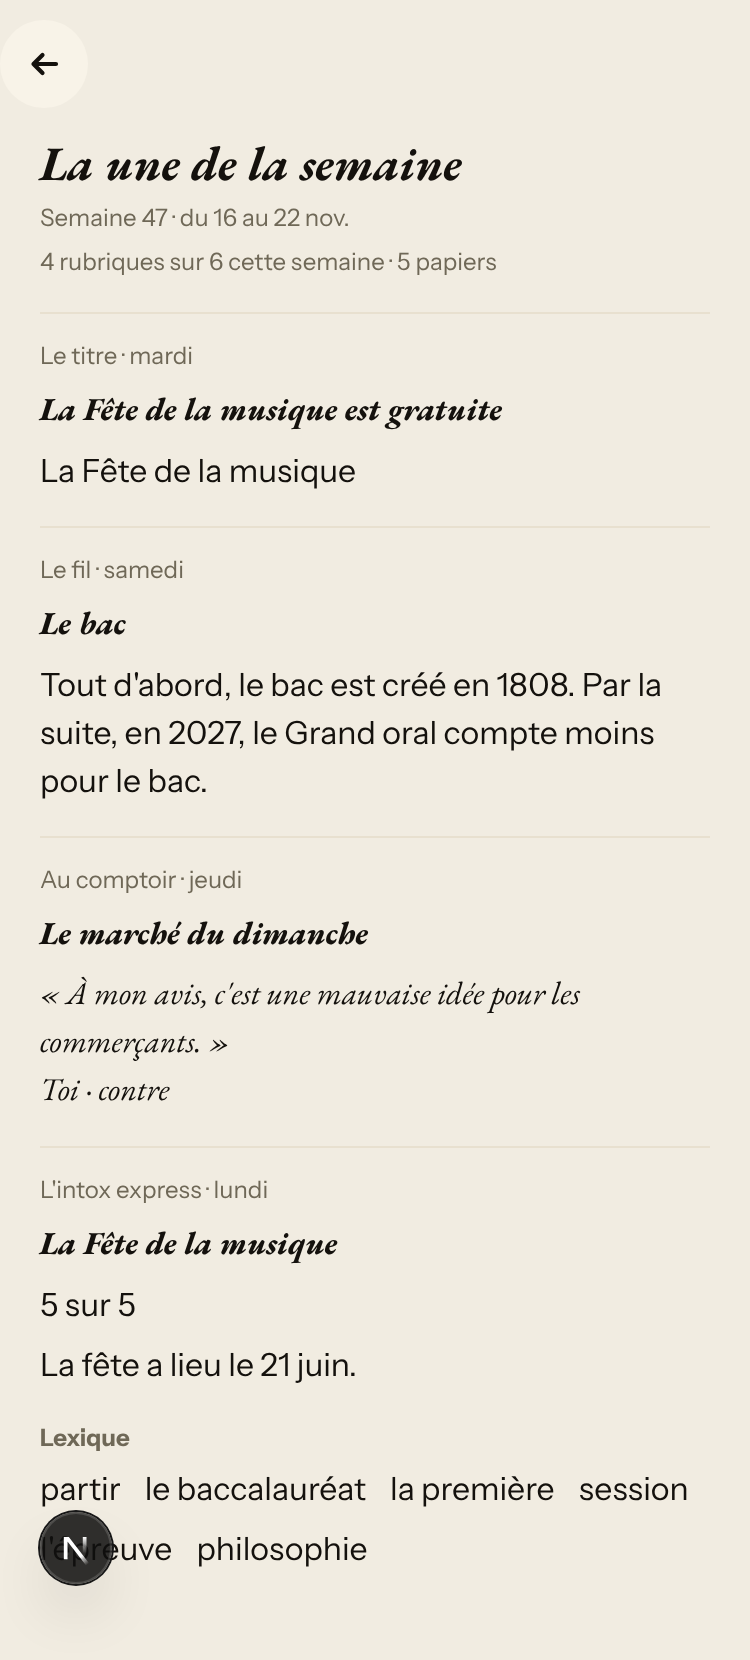 La une de la semaine
Semaine 47 · du 16 au 22 nov.
4 rubriques sur 6 cette semaine · 5 papiers
Le titre · mardi
La Fête de la musique est gratuite
La Fête de la musique
Le fil · samedi
Le bac
Tout d'abord, le bac est créé en 1808. Par la
suite, en 2027, le Grand oral compte moins
pour le bac.
Au comptoir · jeudi
Le marché du dimanche
« À mon avis, c'est une mauvaise idée pour les
commerçants. »
Toi · contre
L'intox express · lundi
La Fête de la musique
5 sur 5
La fête a lieu le 21 juin.
Lexique
partir le baccalauréat la première session
l'épreuve philosophie
N